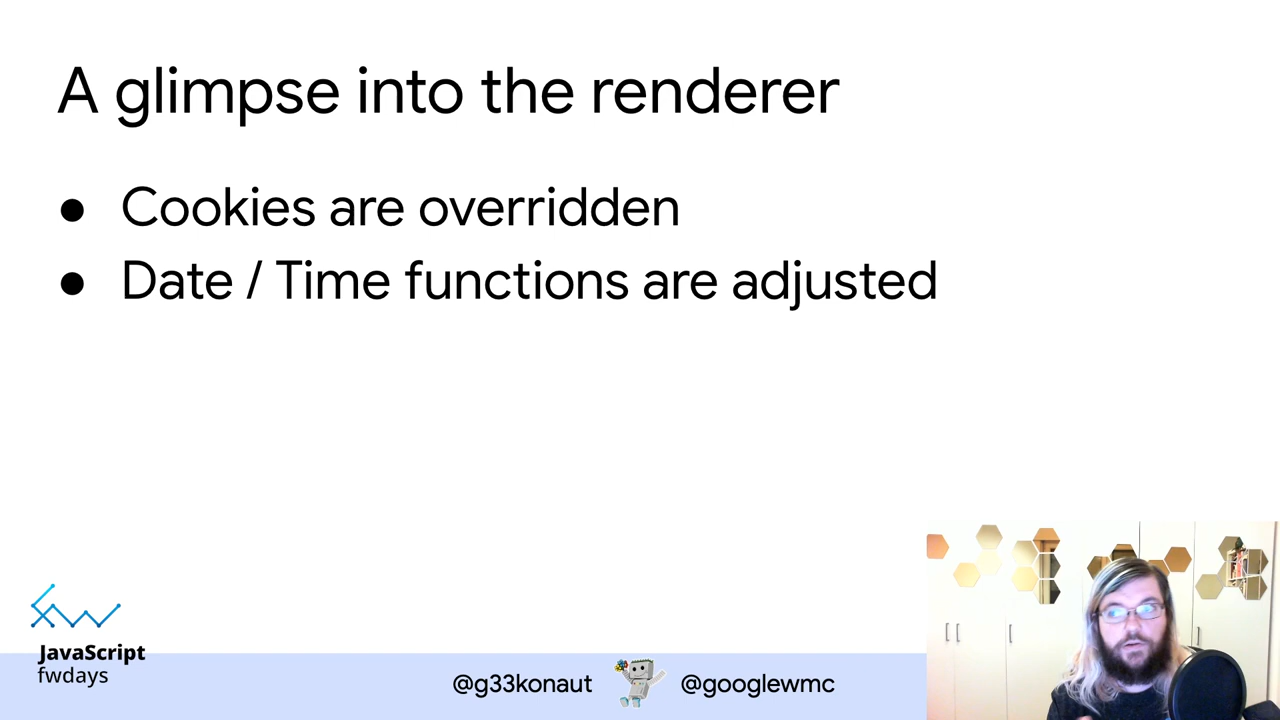 A glimpse into the renderer
● Cookies are overridden
● Date / Time functions are adjusted
JavaScript
fwdays
@g33konaut
@googlewmc